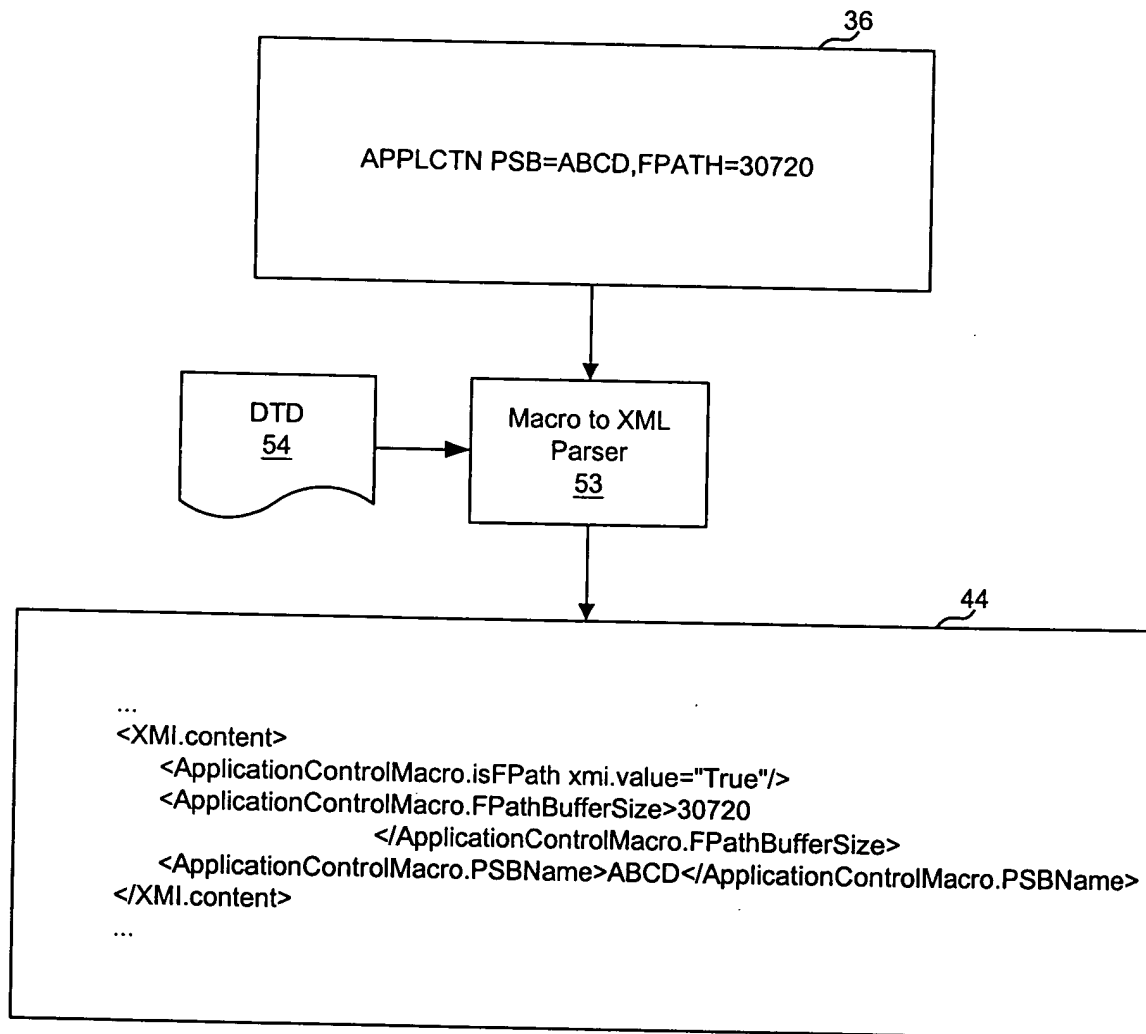 36
APPLCTN PSB=ABCD,FPATH=30720
DTD
54
Macro to XML
Parser
53
44
...
<XMI.content>
<ApplicationControlMacro.isFPath xmi.value="True"/>
<ApplicationControlMacro.FPathBufferSize>30720
</ApplicationControlMacro.FPathBufferSize>
<ApplicationControlMacro.PSBName>ABCD</ApplicationControlMacro.PSBName>
</XMI.content>
...